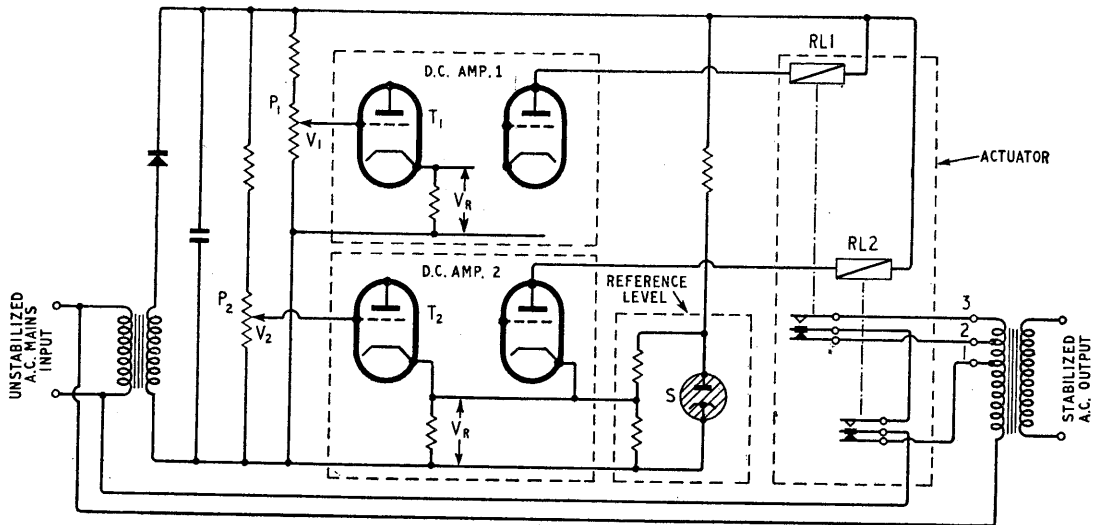 RL1
D.C. AMP. 1
P1
T1
V1
ACTUATOR
VR
RL2
D.C. AMP. 2
REFERENCE
LEVEL
UNSTABILIZED
A.C. MAINS
INPUT
P2
T2
V2
3
2
1
S
VR
STABILIZED
A.C. OUTPUT